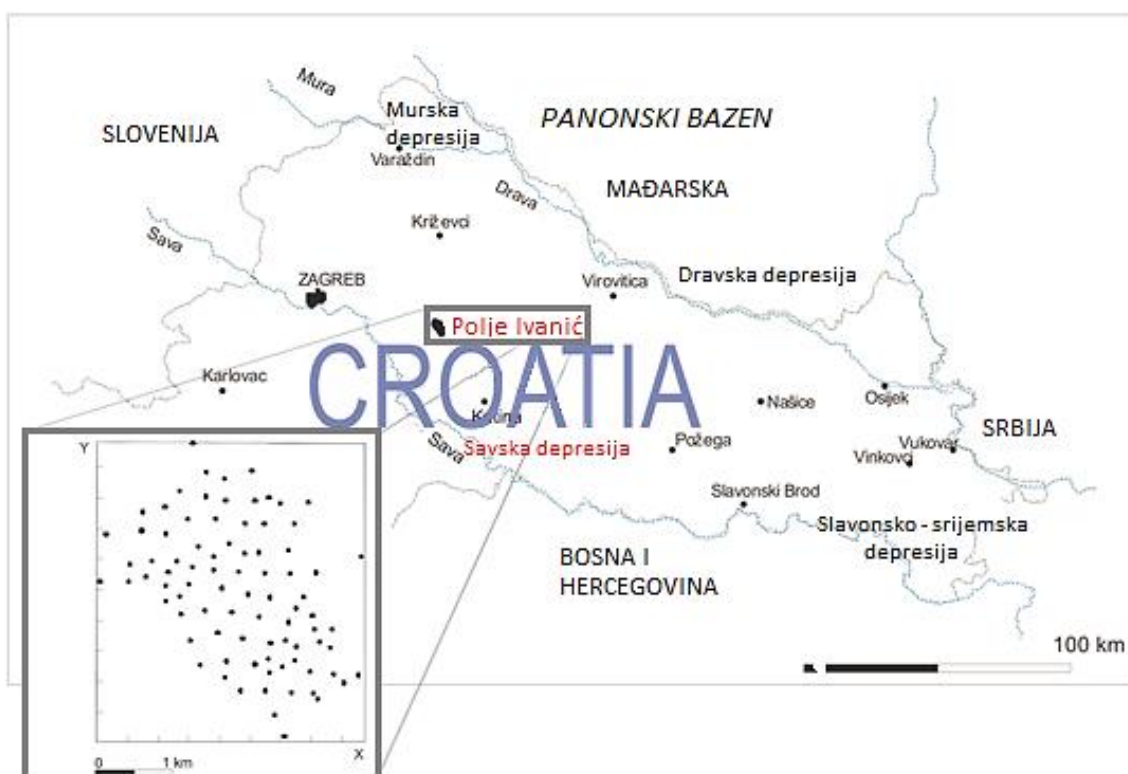 Mura
SLOVENIJA
Murska
depresija
Varaždin
PANONSKI BAZEN
MAĐARSKA
Drava
Križevci
Sava
ZAGREB
Virovitica
Dravska depresija
Polje Ivanić
CROATIA
Karlovac
Kutina
Našice
Osijek
Sava
Savska depresija
Požega
SRBIJA
Vukovar
Vinkovci
Slavonski Brod
Slavonsko - srijemska
depresija
BOSNA I
HERCEGOVINA
100 km
Y
X
0 1 km